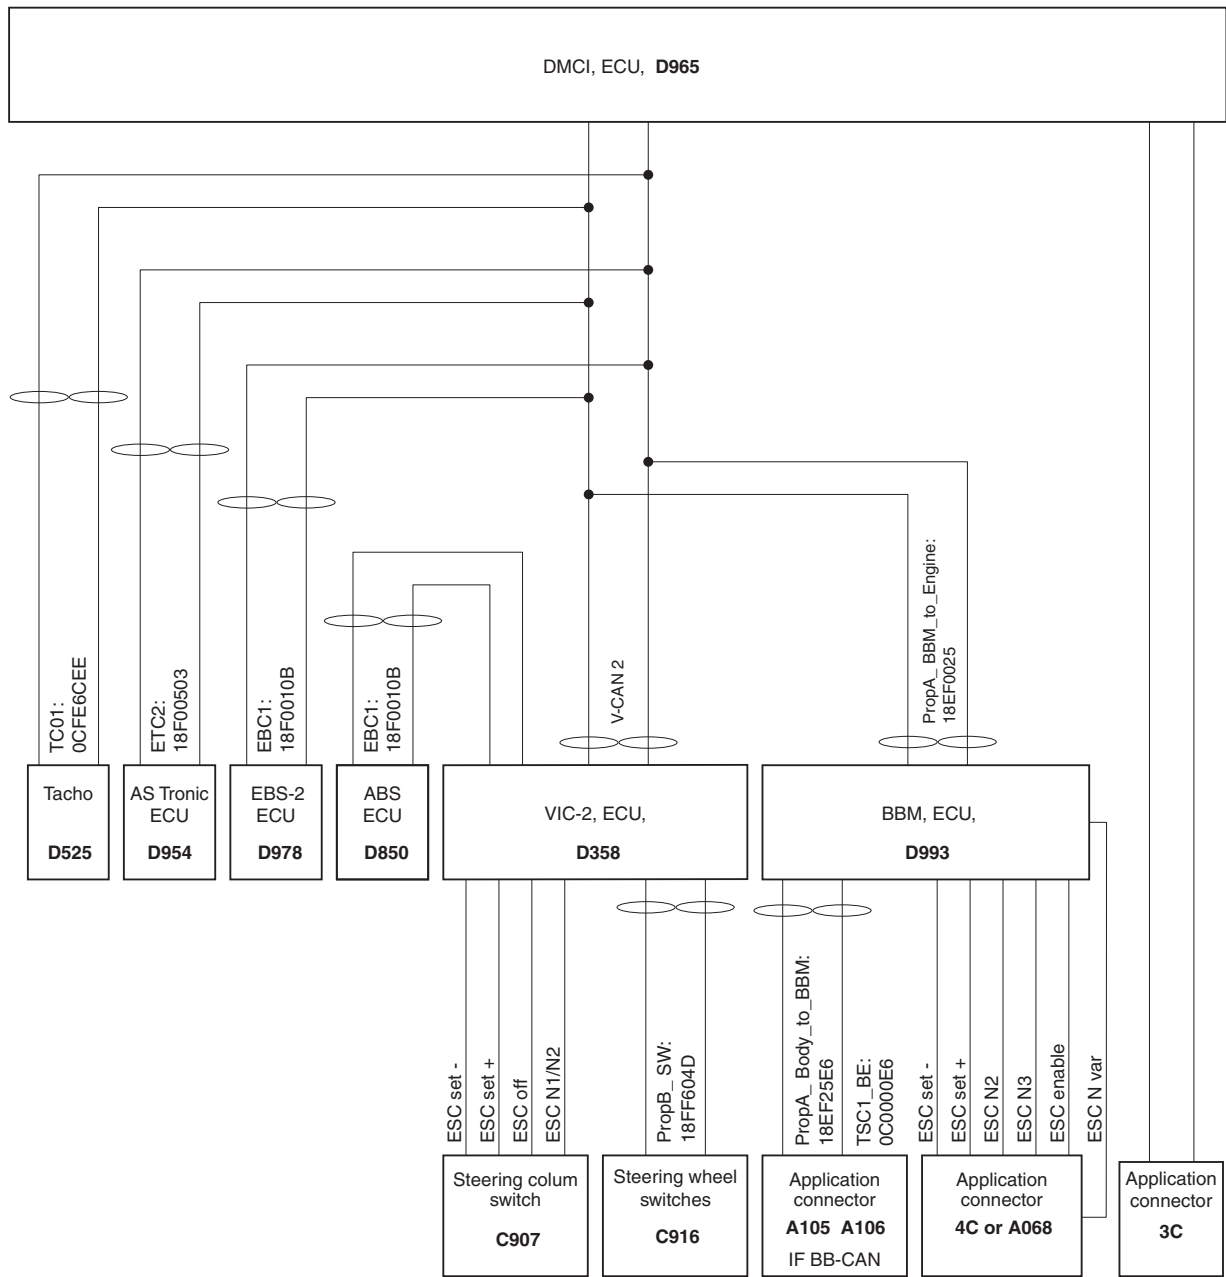 DMCI, ECU, D965
PropA_ BBM_to_Engine:
18EF0025
V-CAN 2
TC01:
0CFE6CEE
ETC2:
18F00503
EBC1:
18F0010B
EBC1:
18F0010B
Tacho
D525
AS Tronic
ECU
D954
EBS-2
ECU
D978
ABS
ECU
D850
VIC-2, ECU,
D358
BBM, ECU,
D993
ESC set -
ESC set +
ESC off
ESC N1/N2
PropB_ SW:
18FF604D
PropA_ Body_to_BBM:
18EF25E6
TSC1_BE:
0C0000E6
ESC set -
ESC set +
ESC N2
ESC N3
ESC enable
ESC N var
Steering colum
switch
C907
Steering wheel
switches
C916
Application
connector
A105 A106
IF BB-CAN
Application
connector
4C or A068
Application
connector
3C